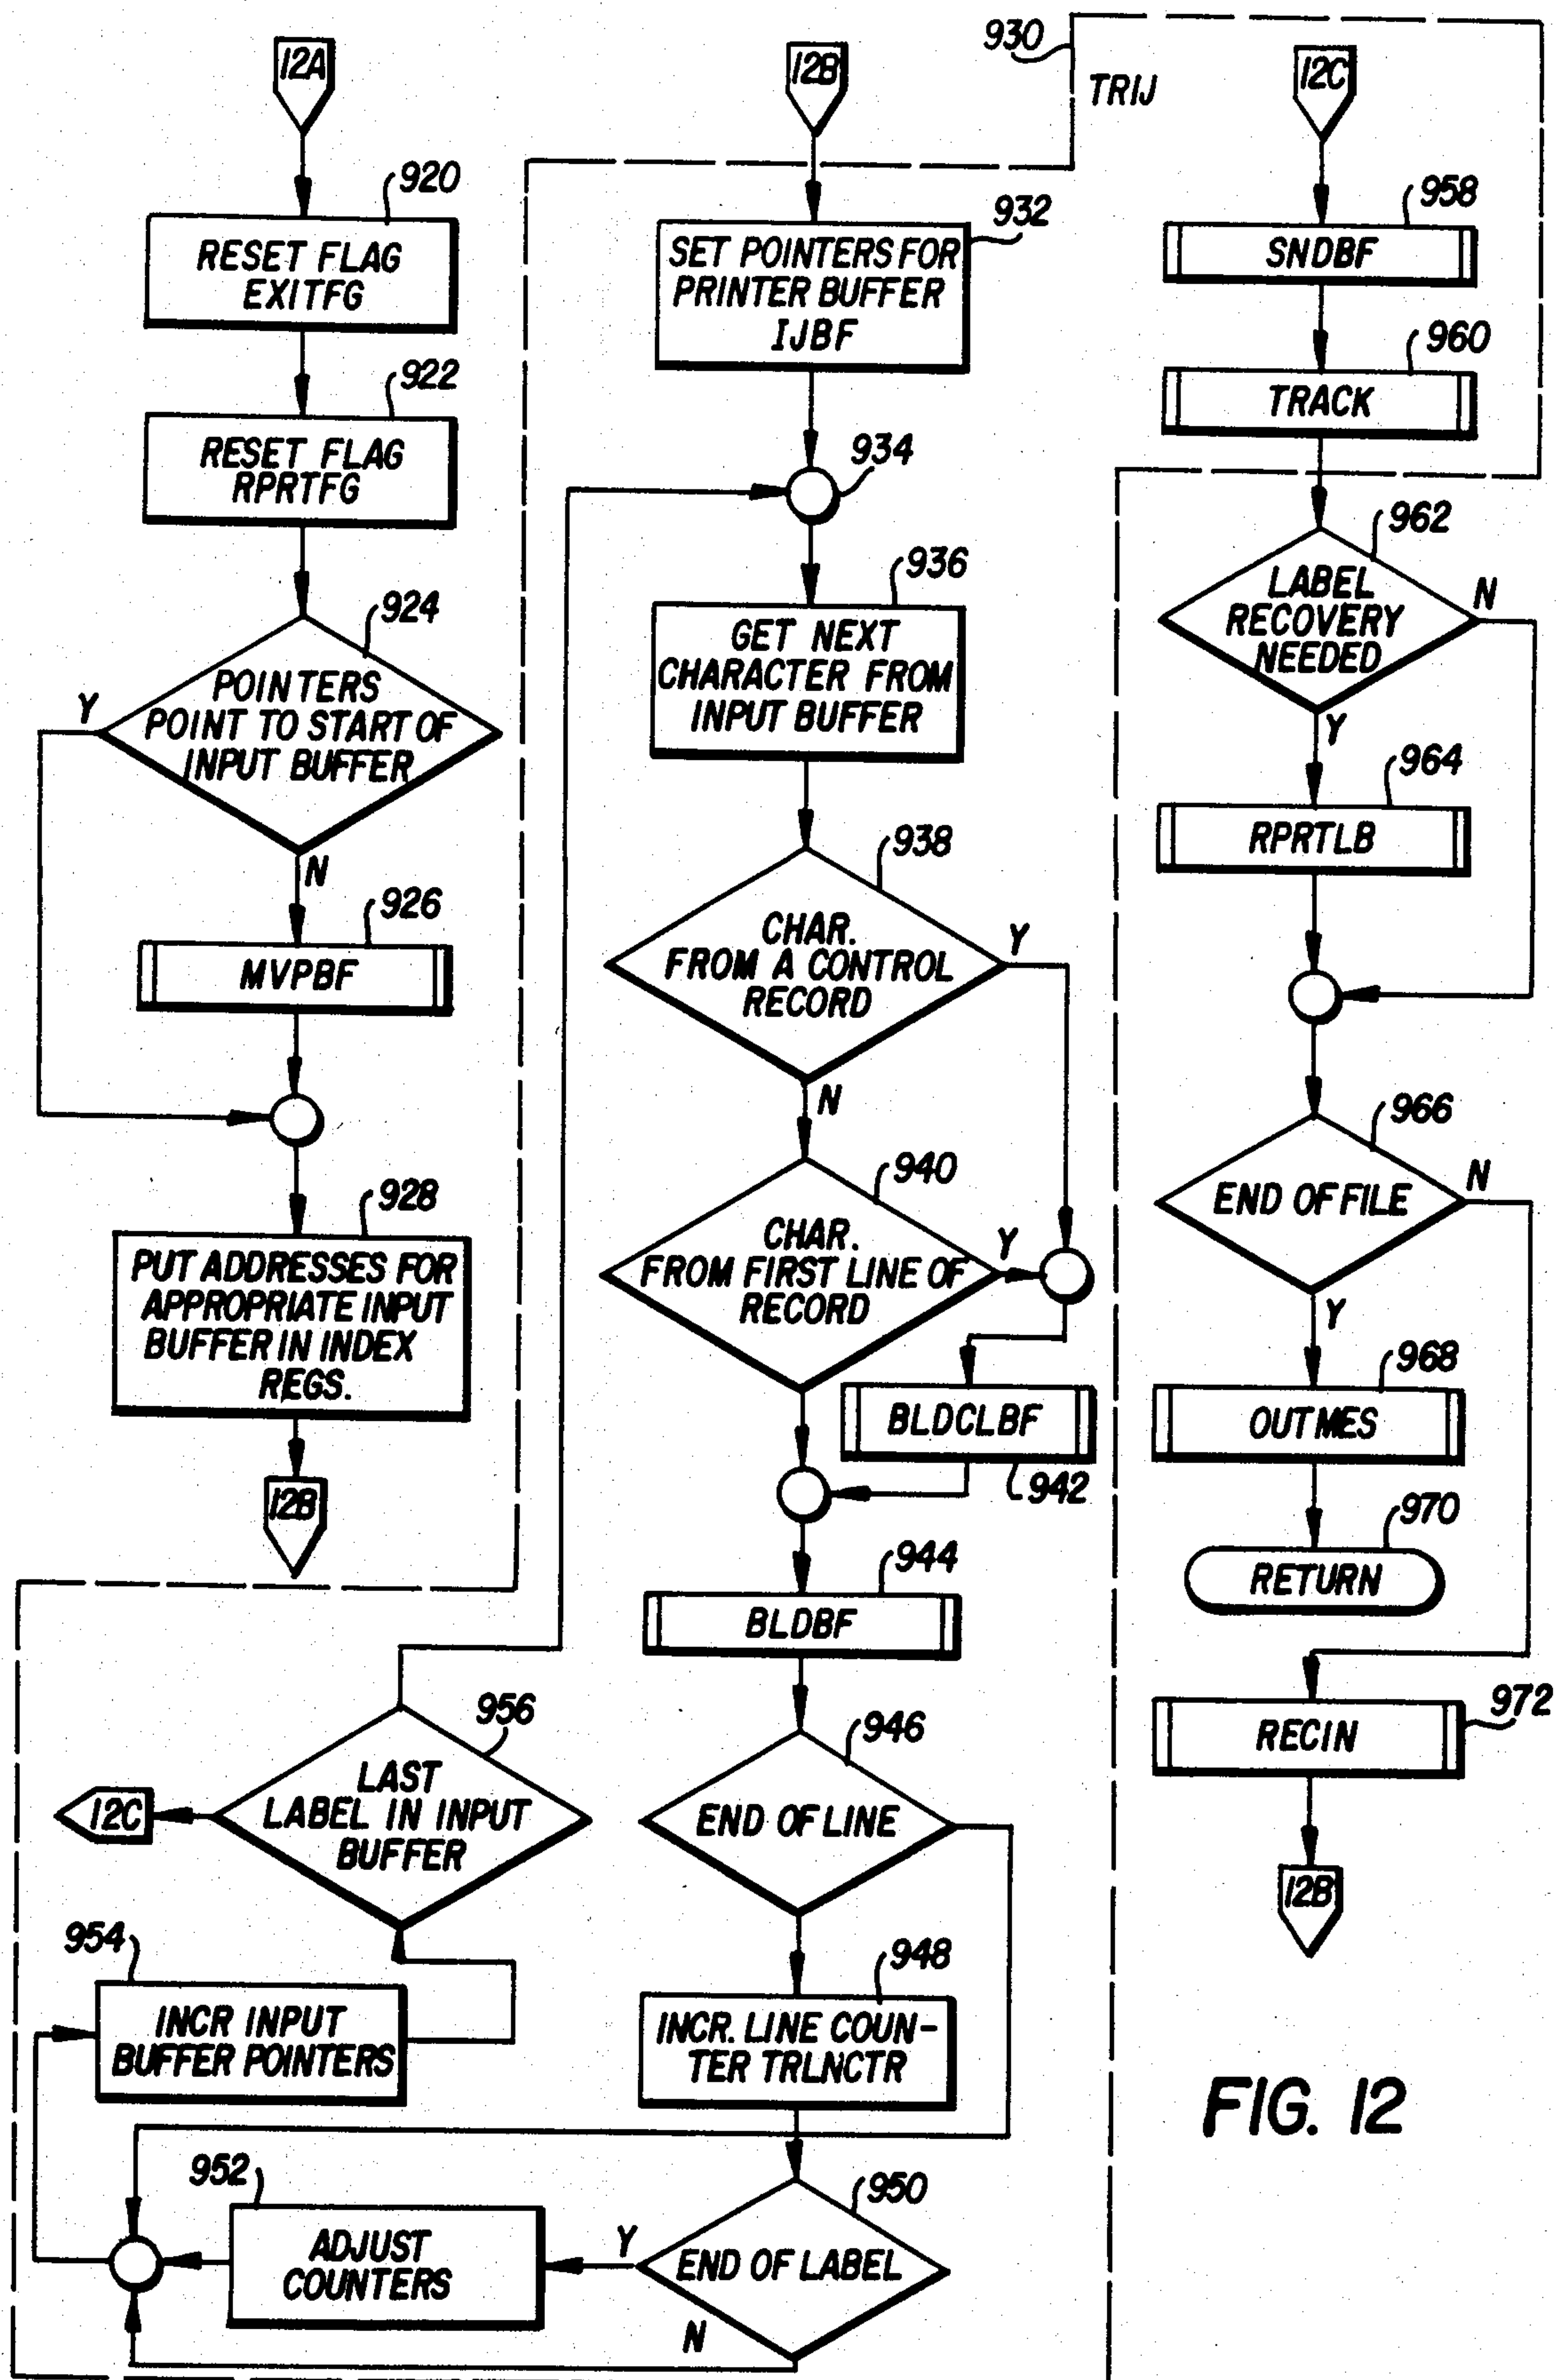 12A
920
RESET FLAG
EXITFG
922
RESET FLAG
RPRTFG
924
POINTERS
POINT TO START OF
INPUT BUFFER
Y
N
926
MVPBF
928
PUT ADDRESSES FOR
APPROPRIATE INPUT
BUFFER IN INDEX
REGS.
12B
12B
930
TRIJ
932
SET POINTERS FOR
PRINTER BUFFER
IJBF
934
936
GET NEXT
CHARACTER FROM
INPUT BUFFER
938
CHAR.
FROM A CONTROL
RECORD
Y
N
940
CHAR.
FROM FIRST LINE OF
RECORD
Y
BLDCLBF
942
944
BLDBF
946
END OF LINE
948
INCR. LINE COUN-
TER TRLNCTR
950
END OF LABEL
Y
N
952
ADJUST
COUNTERS
954
INCR INPUT
BUFFER POINTERS
956
LAST
LABEL IN INPUT
BUFFER
12C
12C
958
SNDBF
960
TRACK
962
LABEL
RECOVERY
NEEDED
N
Y
964
RPRTLB
966
END OF FILE
N
Y
968
OUTMES
970
RETURN
972
RECIN
12B
FIG. 12